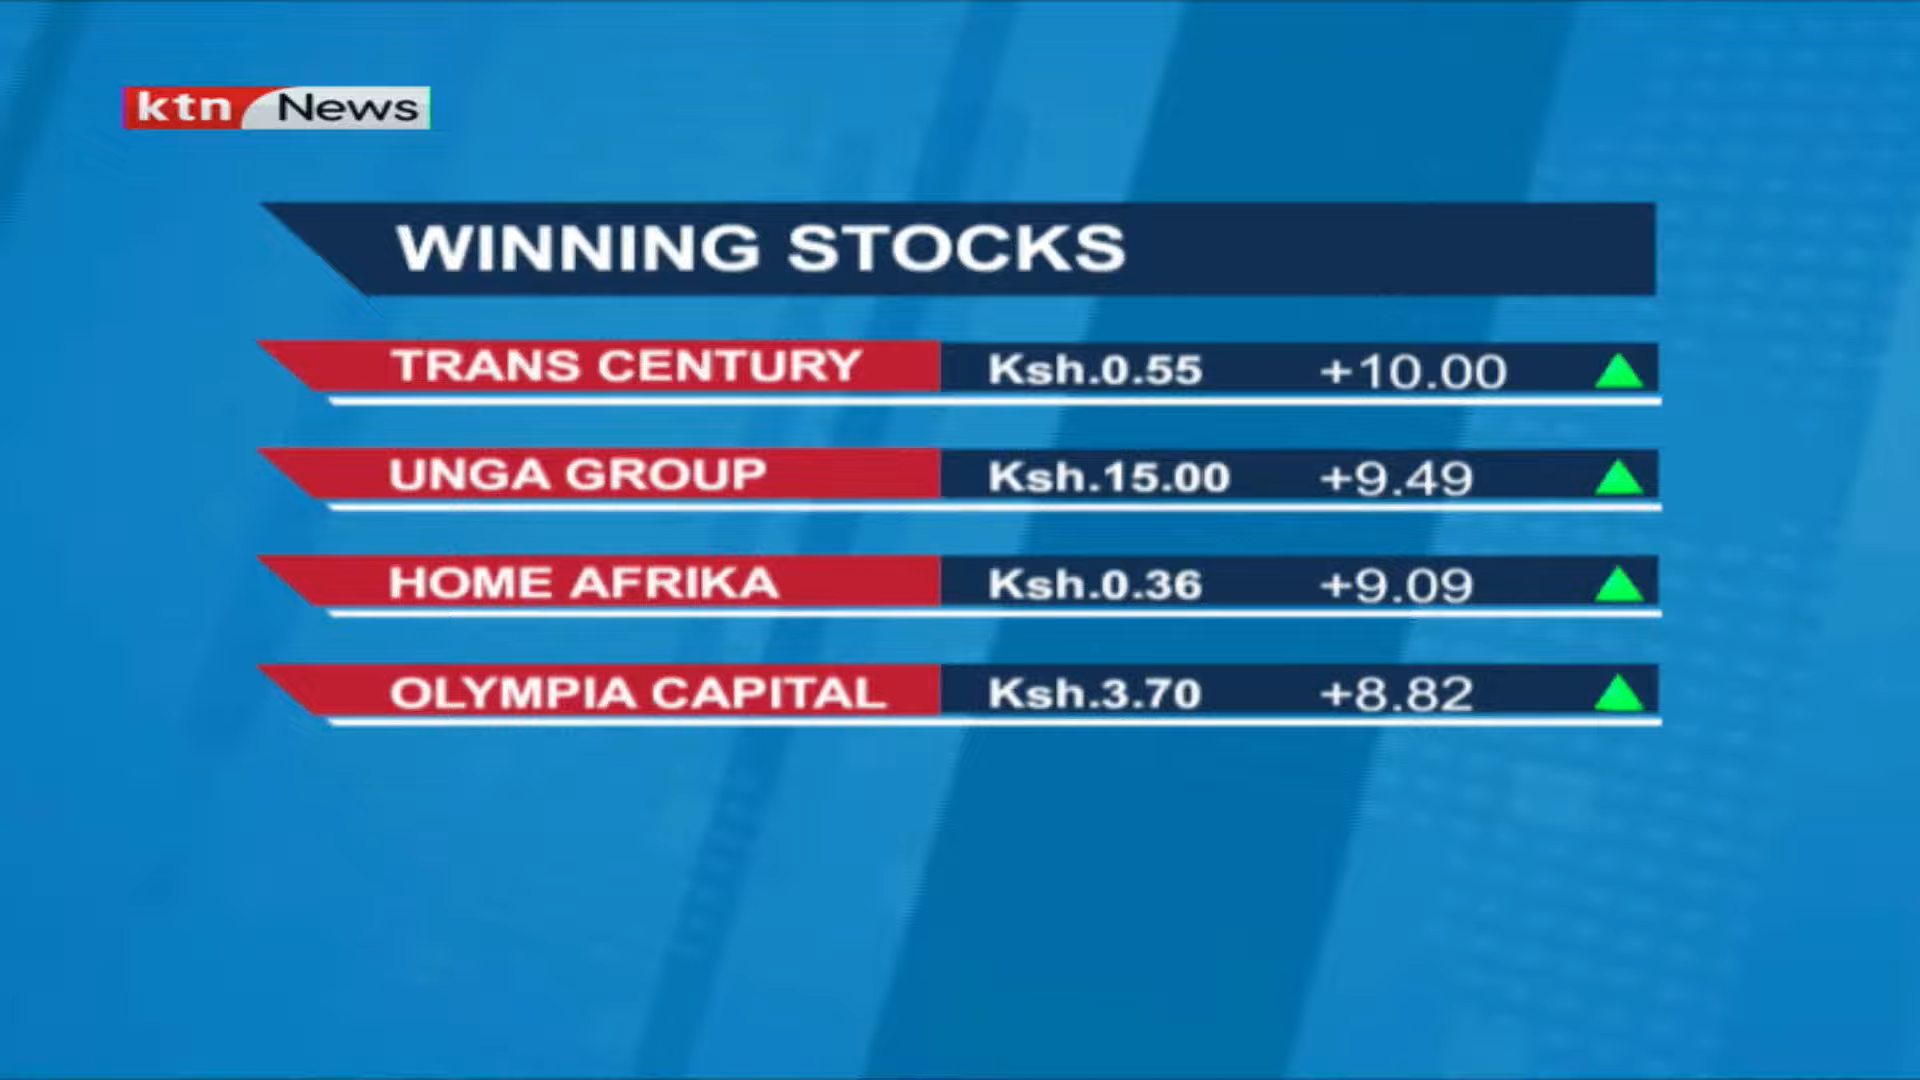 ktn News
WINNING STOCKS
TRANS CENTURY Ksh.0.55 +10.00
UNGA GROUP Ksh.15.00 +9.49
HOME AFRIKA Ksh.0.36 +9.09
OLYMPIA CAPITAL Ksh.3.70 +8.82